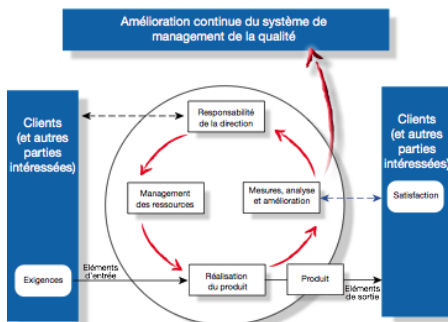 Amélioration continue du système de
management de la qualité
Clients
(et autres
parties
intéressées)
Responsabilité
de la direction
Clients
(et autres
parties
intéressées)
Management
des ressources
Mesures, analyse
et amélioration
Satisfaction
Exigences
Eléments
d'entrée
Réalisation
du produit
Produit
Eléments
de sortie